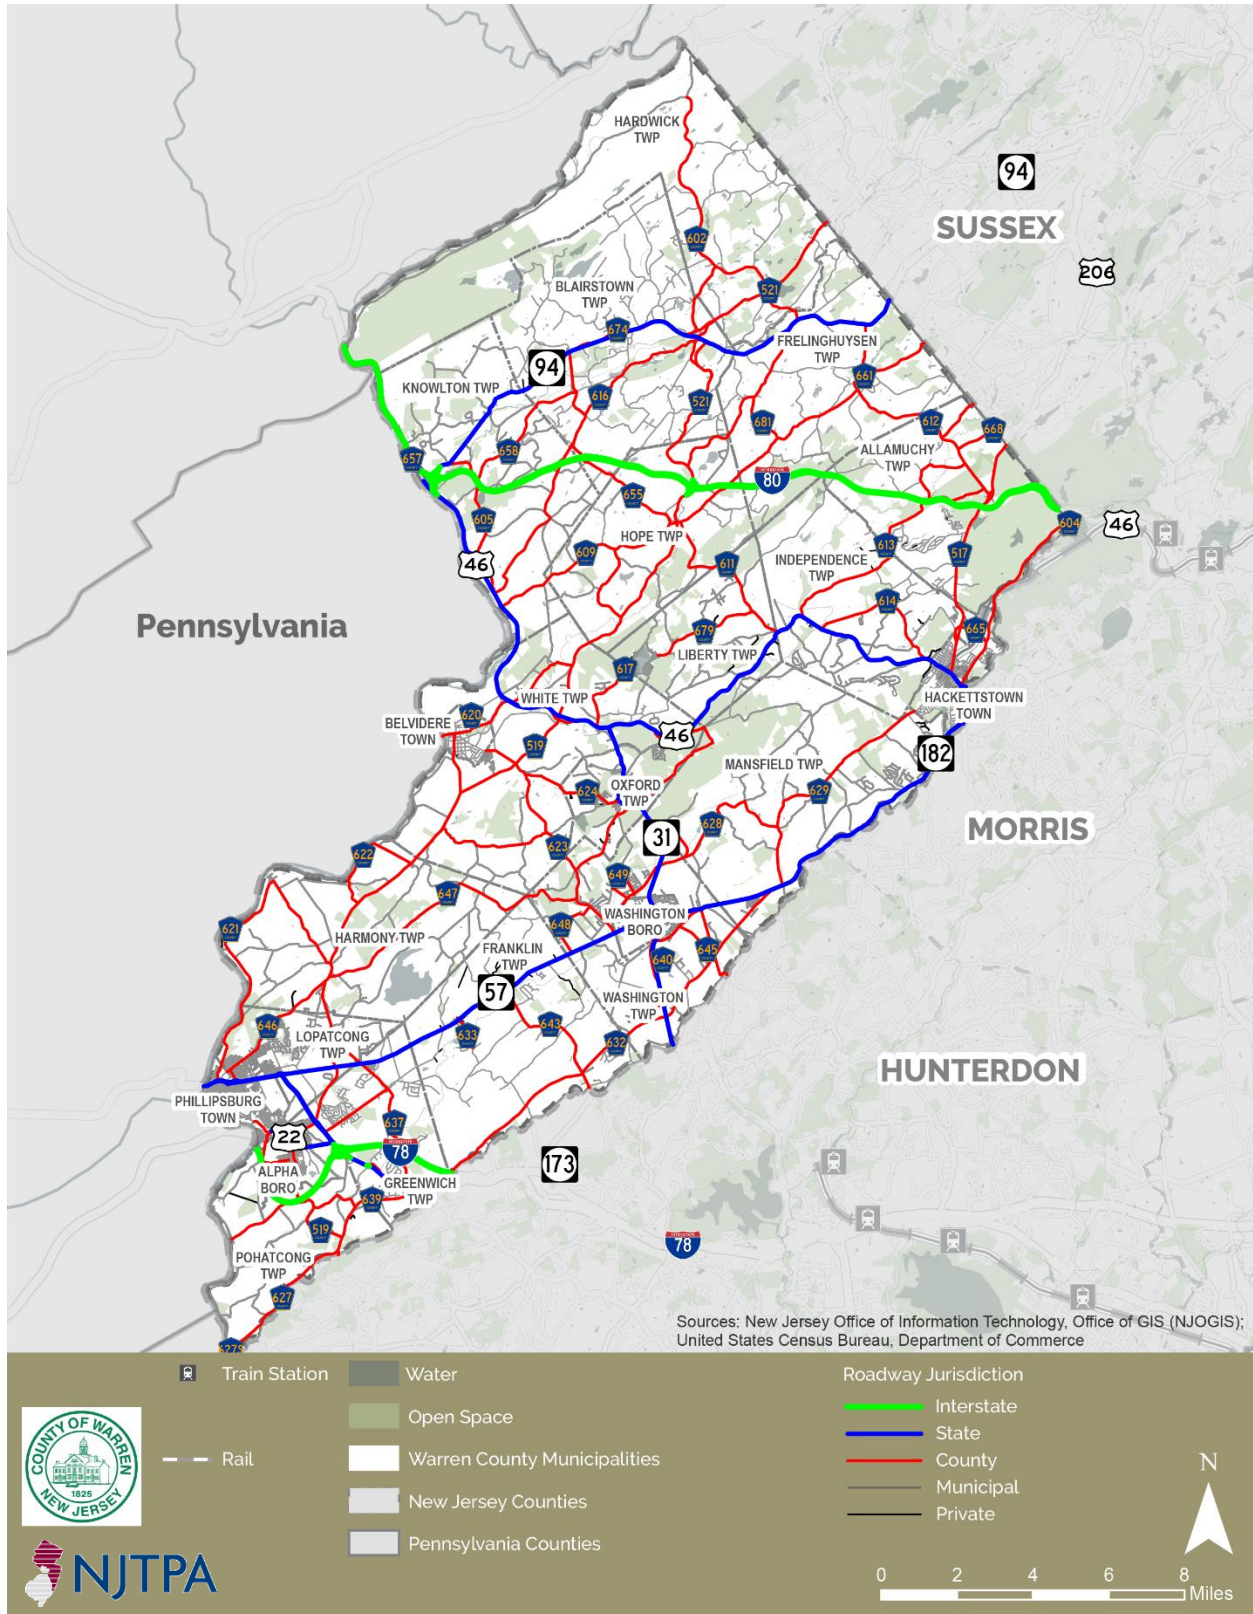 HARDWICK
TWP
94
SUSSEX
206
602
521
BLAIRSTOWN
TWP
674
FRELINGHUYSEN
TWP
94
KNOWLTON TWP
661
616
521
681
612
668
658
ALLAMUCHY
TWP
657
80
655
605
604
46
HOPE TWP
613
517
609
46
611
INDEPENDENCE
TWP
614
Pennsylvania
679
665
LIBERTY TWP
617
WHITE TWP
HACKETTSTOWN
TOWN
620
BELVIDERE
TOWN
519
46
182
MANSFIELD TWP
OXFORD
TWP
624
629
628
MORRIS
31
622
623
649
647
WASHINGTON
BORO
621
648
HARMONY TWP
FRANKLIN
TWP
640
645
57
WASHINGTON
TWP
646
LOPATCONG
TWP
633
643
632
HUNTERDON
PHILLIPSBURG
TOWN
637
22
78
173
ALPHA
BORO
GREENWICH
TWP
639
519
78
POHATCONG
TWP
627
627S
Sources: New Jersey Office of Information Technology, Office of GIS (NJOGIS);
United States Census Bureau, Department of Commerce
Train Station
Rail
Water
Open Space
Warren County Municipalities
New Jersey Counties
Pennsylvania Counties
Roadway Jurisdiction
Interstate
State
County
Municipal
Private
N
0 2 4 6 8
Miles
COUNTY OF WARREN
1825
NEW JERSEY
NJTPA